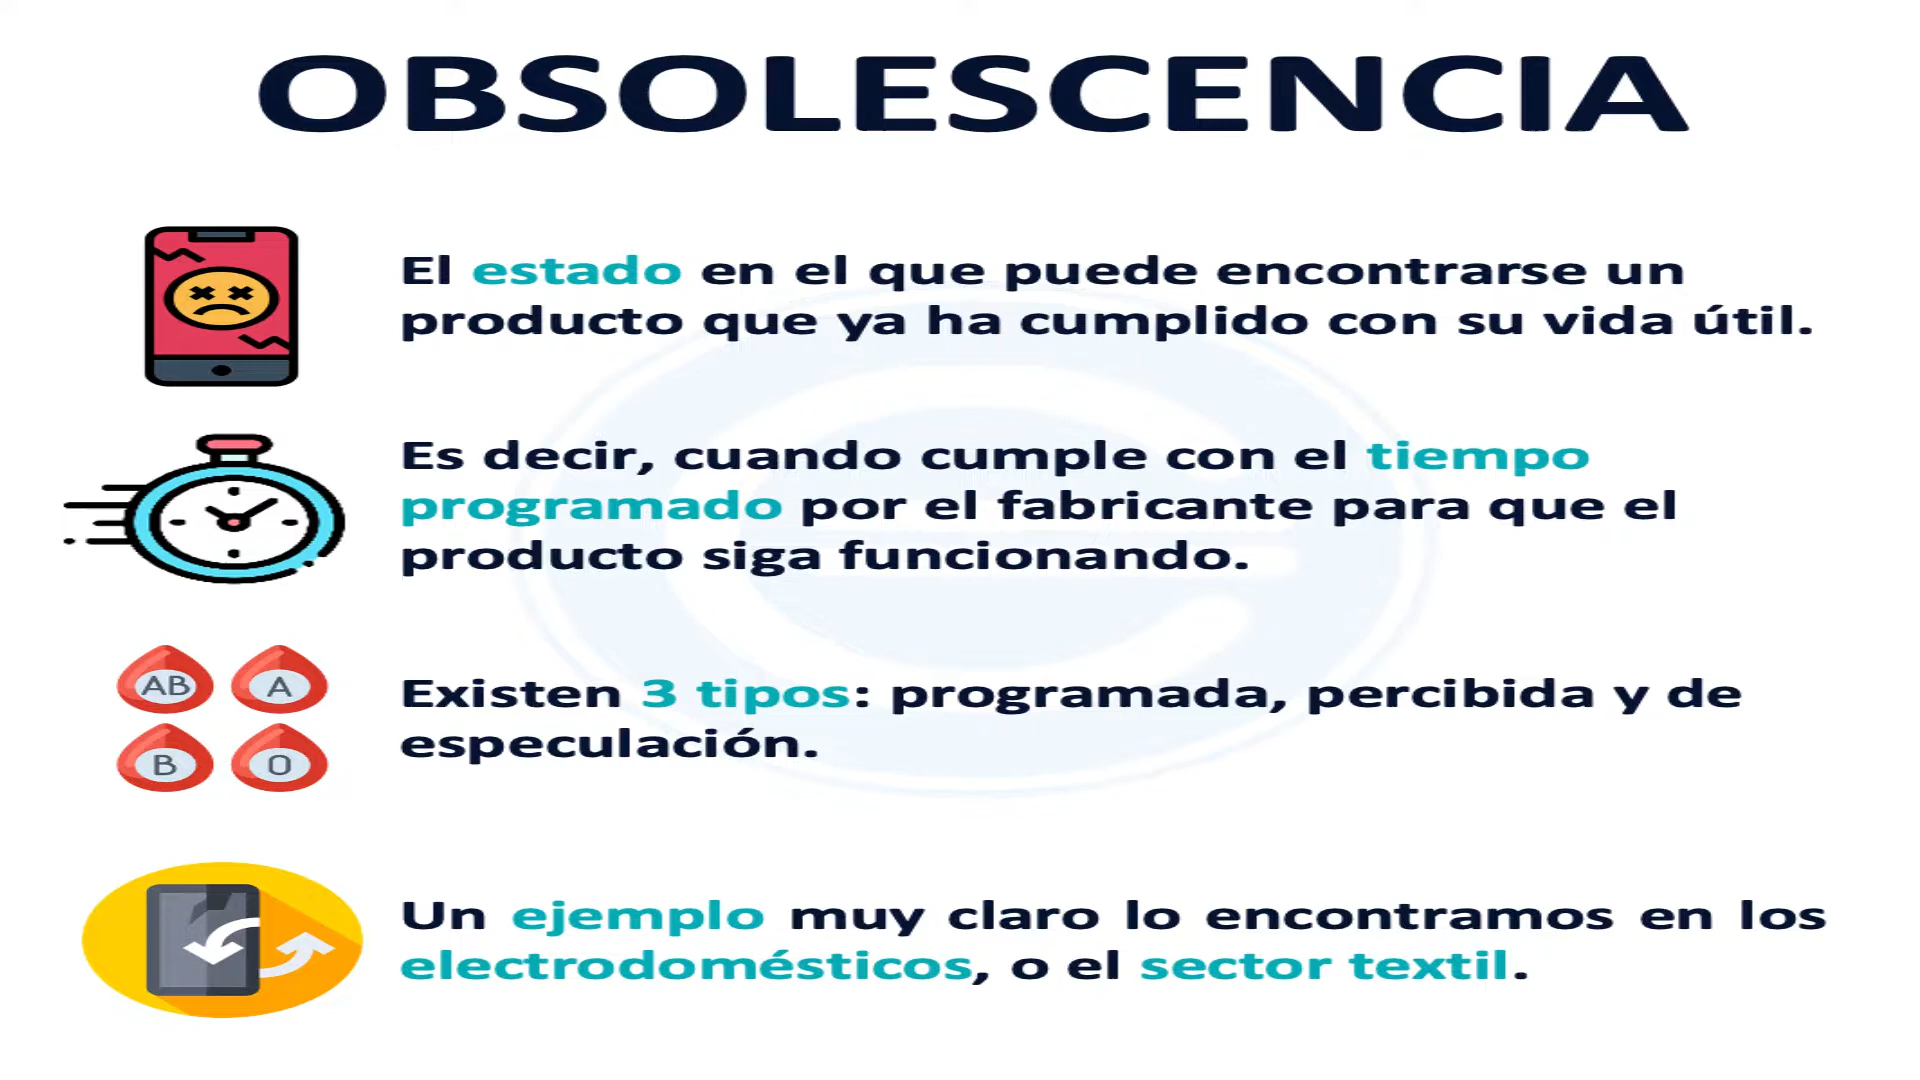 OBSOLESCENCIA
El estado en el que puede encontrarse un
producto que ya ha cumplido con su vida útil.
Es decir, cuando cumple con el tiempo
programado por el fabricante para que el
producto siga funcionando.
AB A
B O
Existen 3 tipos: programada, percibida y de
especulación.
Un ejemplo muy claro lo encontramos en los
electrodomésticos, o el sector textil.